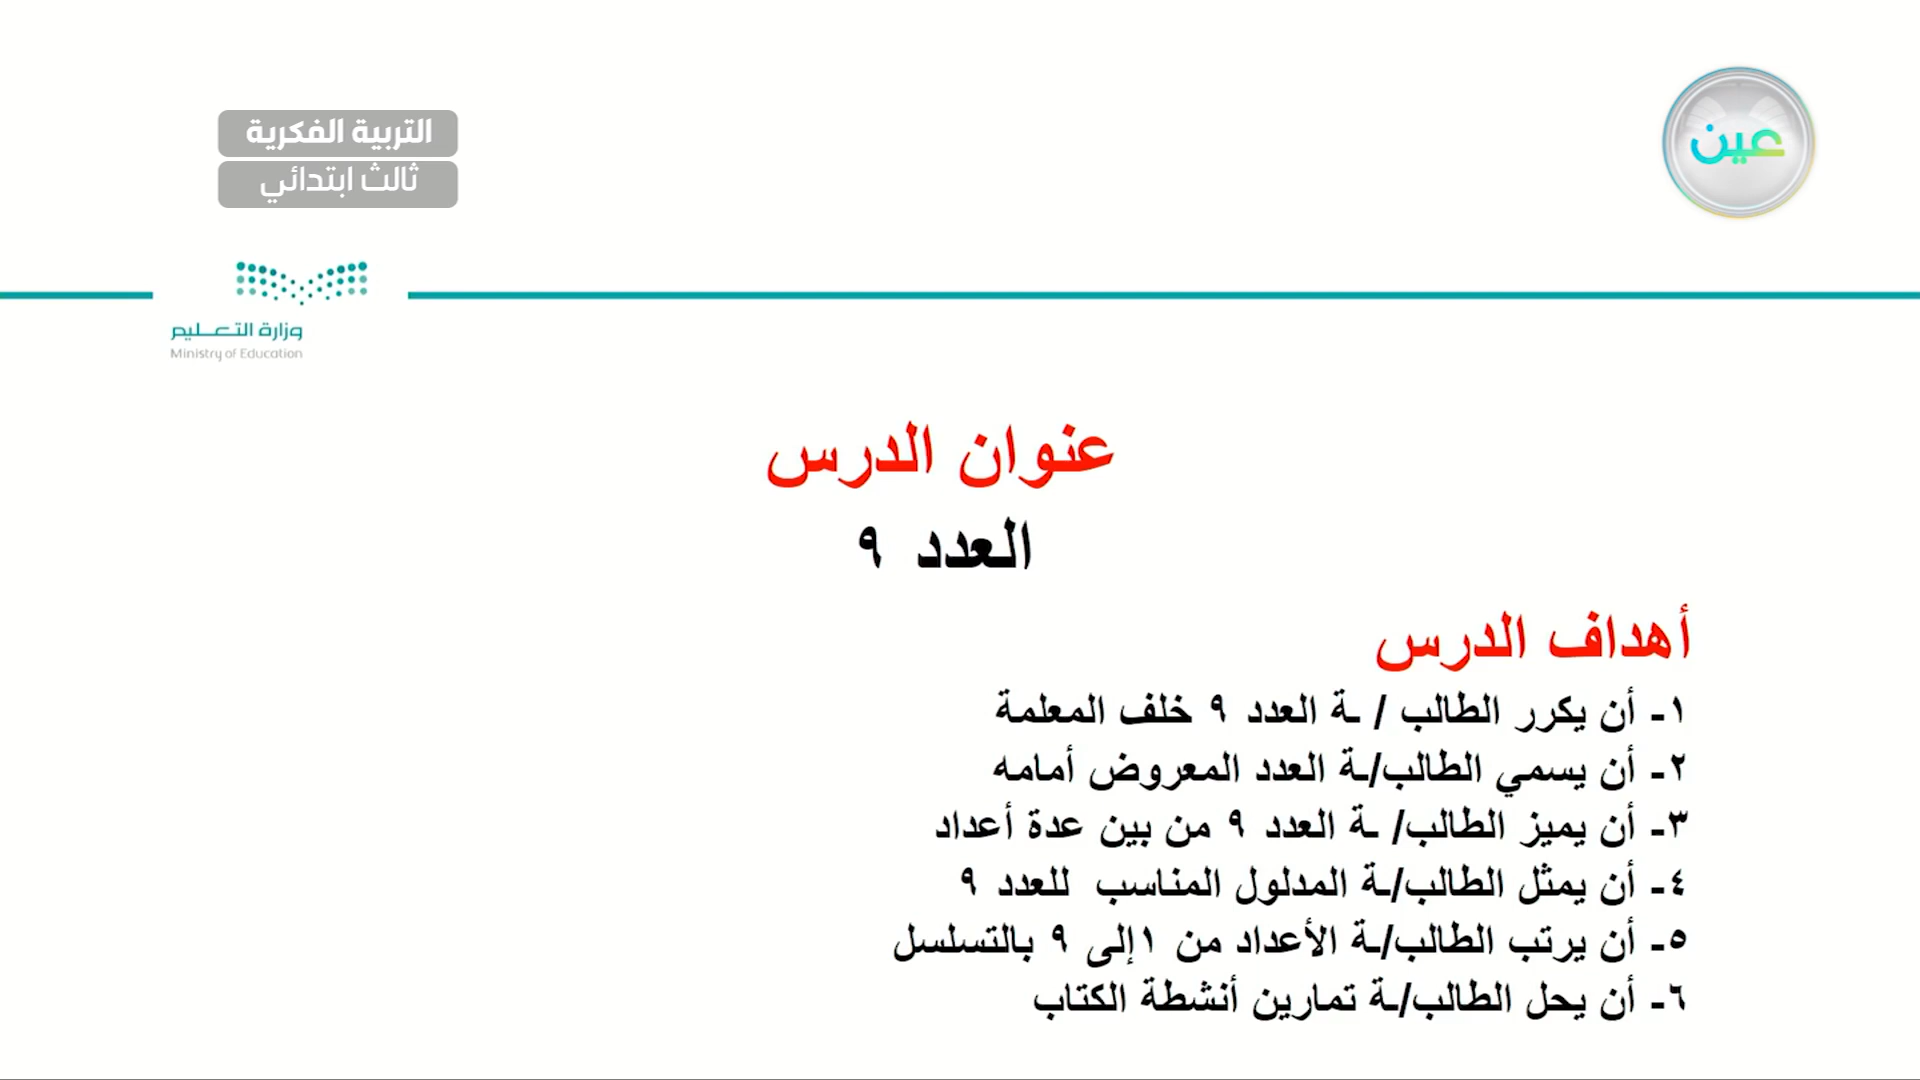 التربية الفكرية
ثالث ابتدائي
عين
وزارة التعليم
Ministry of Education
عنوان الدرس
العدد ٩
أهداف الدرس
١- أن يكرر الطالب / ـة العدد ٩ خلف المعلمة
٢- أن يسمي الطالب/ـة العدد المعروض أمامه
٣- أن يميز الطالب/ ـة العدد ٩ من بين عدة أعداد
٤- أن يمثل الطالب/ـة المدلول المناسب للعدد ٩
٥- أن يرتب الطالب/ـة الأعداد من ١إلى ٩ بالتسلسل
٦- أن يحل الطالب/ـة تمارين أنشطة الكتاب